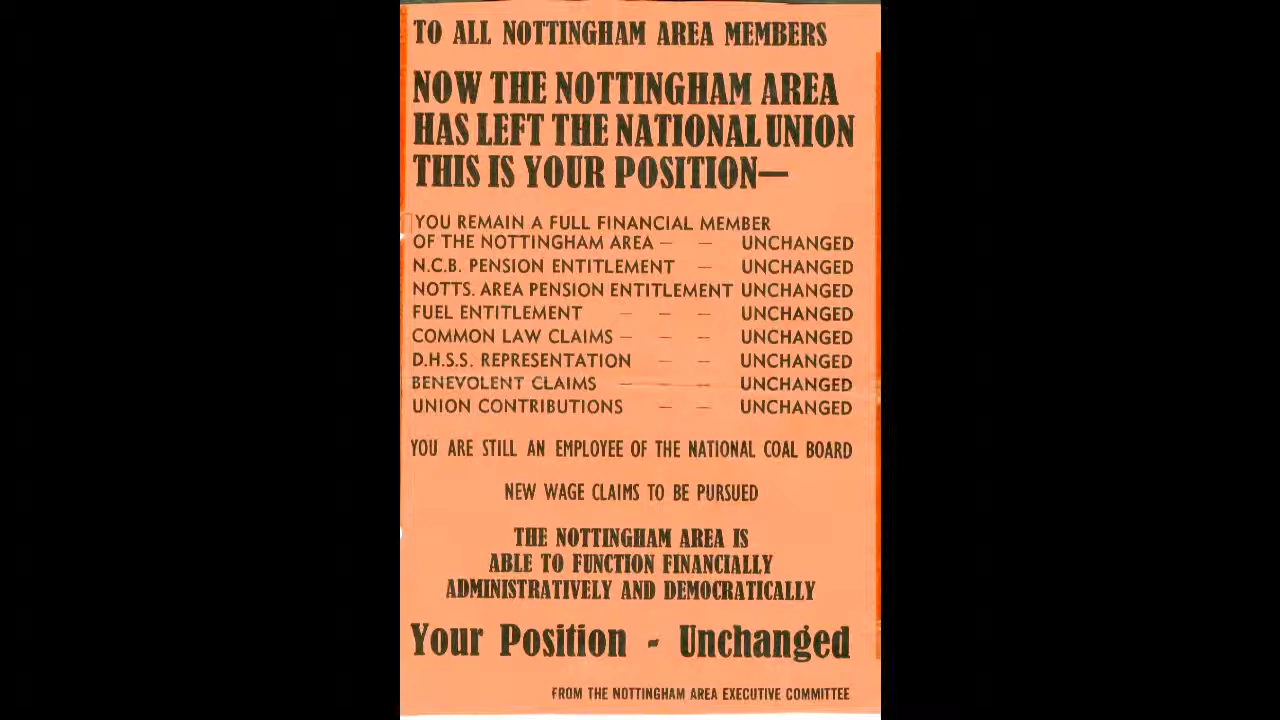 TO ALL NOTTINGHAM AREA MEMBERS
NOW THE NOTTINGHAM AREA
HAS LEFT THE NATIONAL UNION
THIS IS YOUR POSITION—
YOU REMAIN A FULL FINANCIAL MEMBER
OF THE NOTTINGHAM AREA — — UNCHANGED
N.C.B. PENSION ENTITLEMENT — UNCHANGED
NOTTS. AREA PENSION ENTITLEMENT UNCHANGED
FUEL ENTITLEMENT — — — UNCHANGED
COMMON LAW CLAIMS — — — UNCHANGED
D.H.S.S. REPRESENTATION — — UNCHANGED
BENEVOLENT CLAIMS — — — UNCHANGED
UNION CONTRIBUTIONS — — UNCHANGED
YOU ARE STILL AN EMPLOYEE OF THE NATIONAL COAL BOARD
NEW WAGE CLAIMS TO BE PURSUED
THE NOTTINGHAM AREA IS
ABLE TO FUNCTION FINANCIALLY
ADMINISTRATIVELY AND DEMOCRATICALLY
Your Position - Unchanged
FROM THE NOTTINGHAM AREA EXECUTIVE COMMITTEE